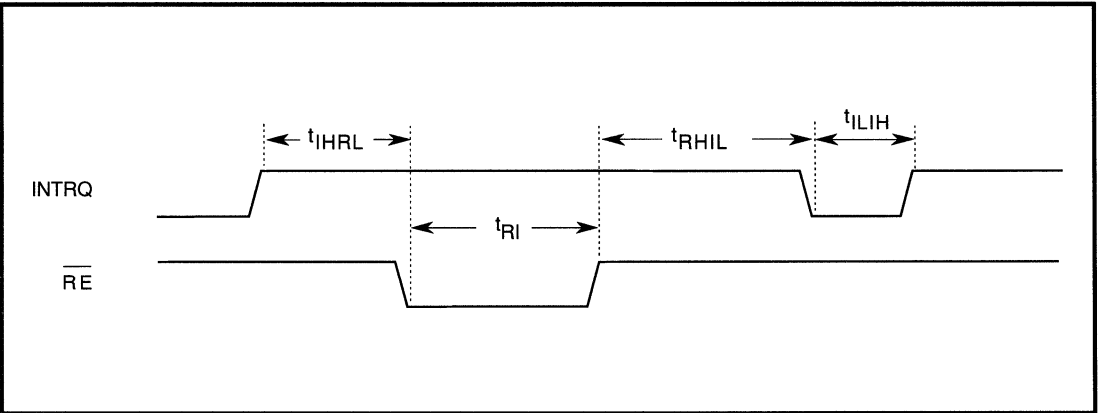 tIHRL
tRHIL
tILIH
INTRQ
tRI
RE